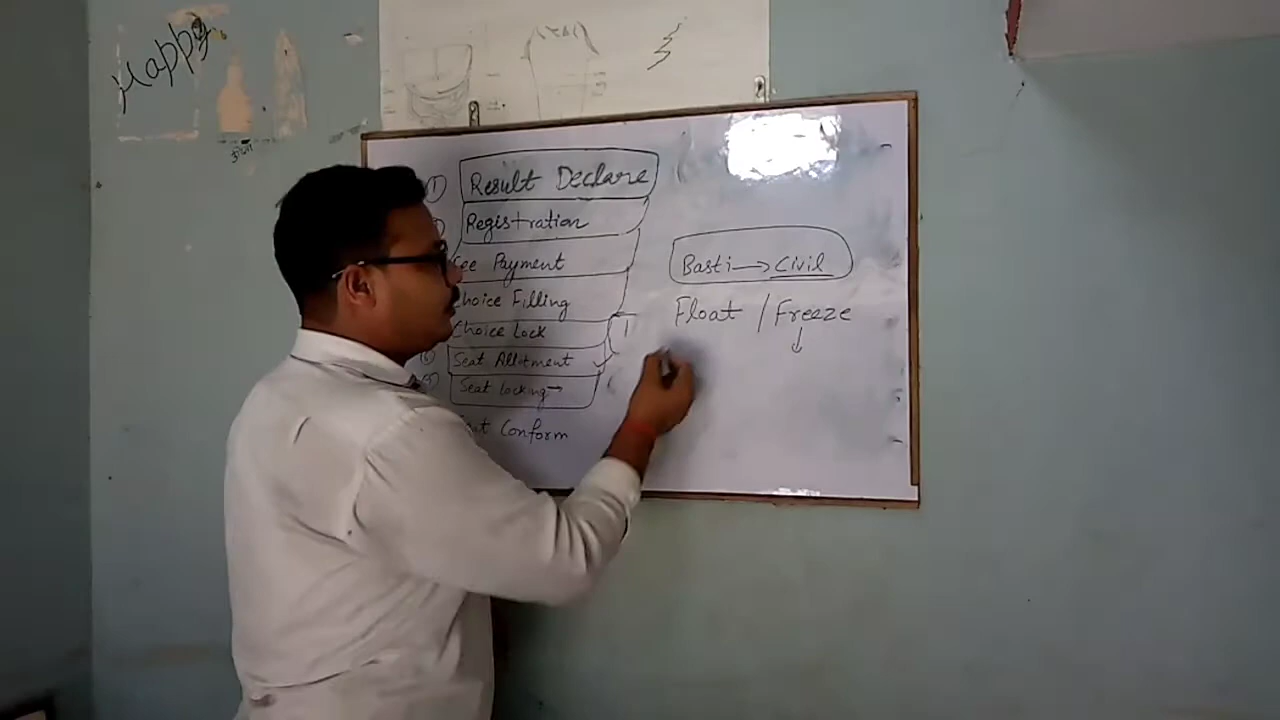 Happy
① Result Declare
Registration
Fee Payment
Choice Filling
Choice Lock
Seat Allotment
Seat locking →
Conform
Basti → Civil
Float / Freeze